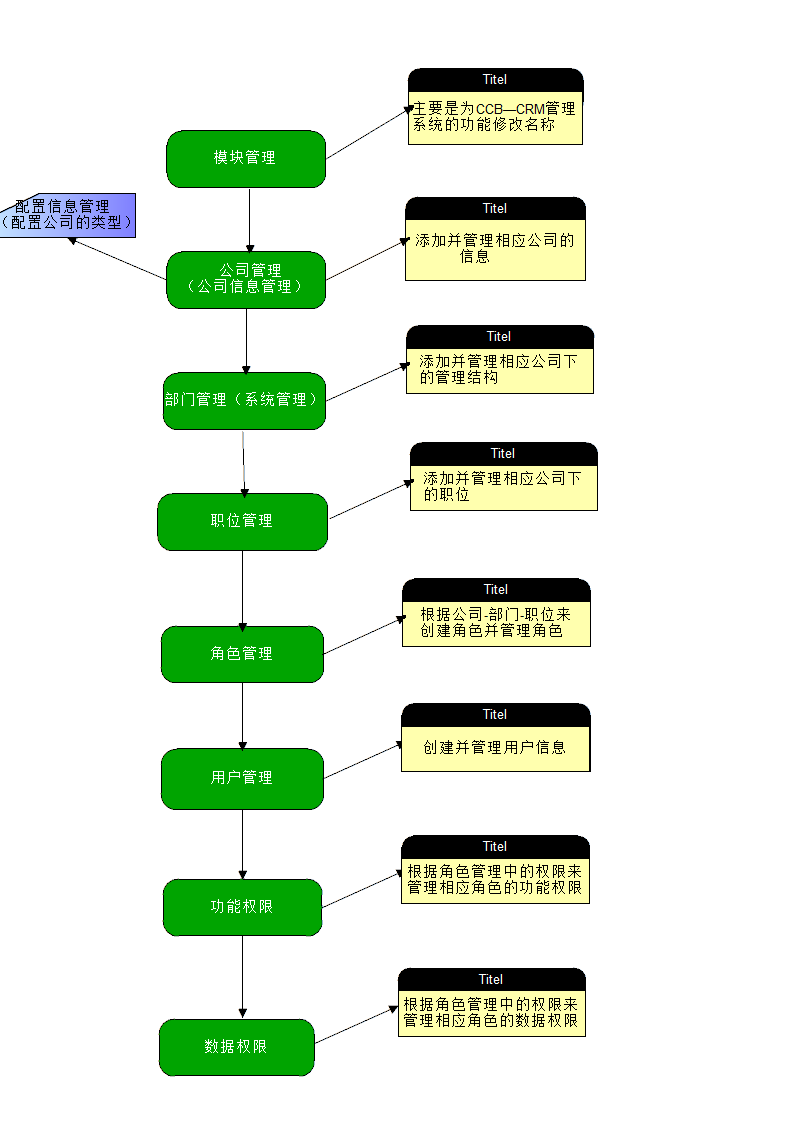 Titel
主要是为CCB—CRM管理
系统的功能修改名称
模块管理
配置信息管理
（配置公司的类型）
Titel
添加并管理相应公司的
信息
公司管理
（公司信息管理）
Titel
添加并管理相应公司下
的管理结构
部门管理（系统管理）
Titel
添加并管理相应公司下
的职位
职位管理
Titel
根据公司-部门-职位来
创建角色并管理角色
角色管理
Titel
创建并管理用户信息
用户管理
Titel
根据角色管理中的权限来
管理相应角色的功能权限
功能权限
Titel
根据角色管理中的权限来
管理相应角色的数据权限
数据权限